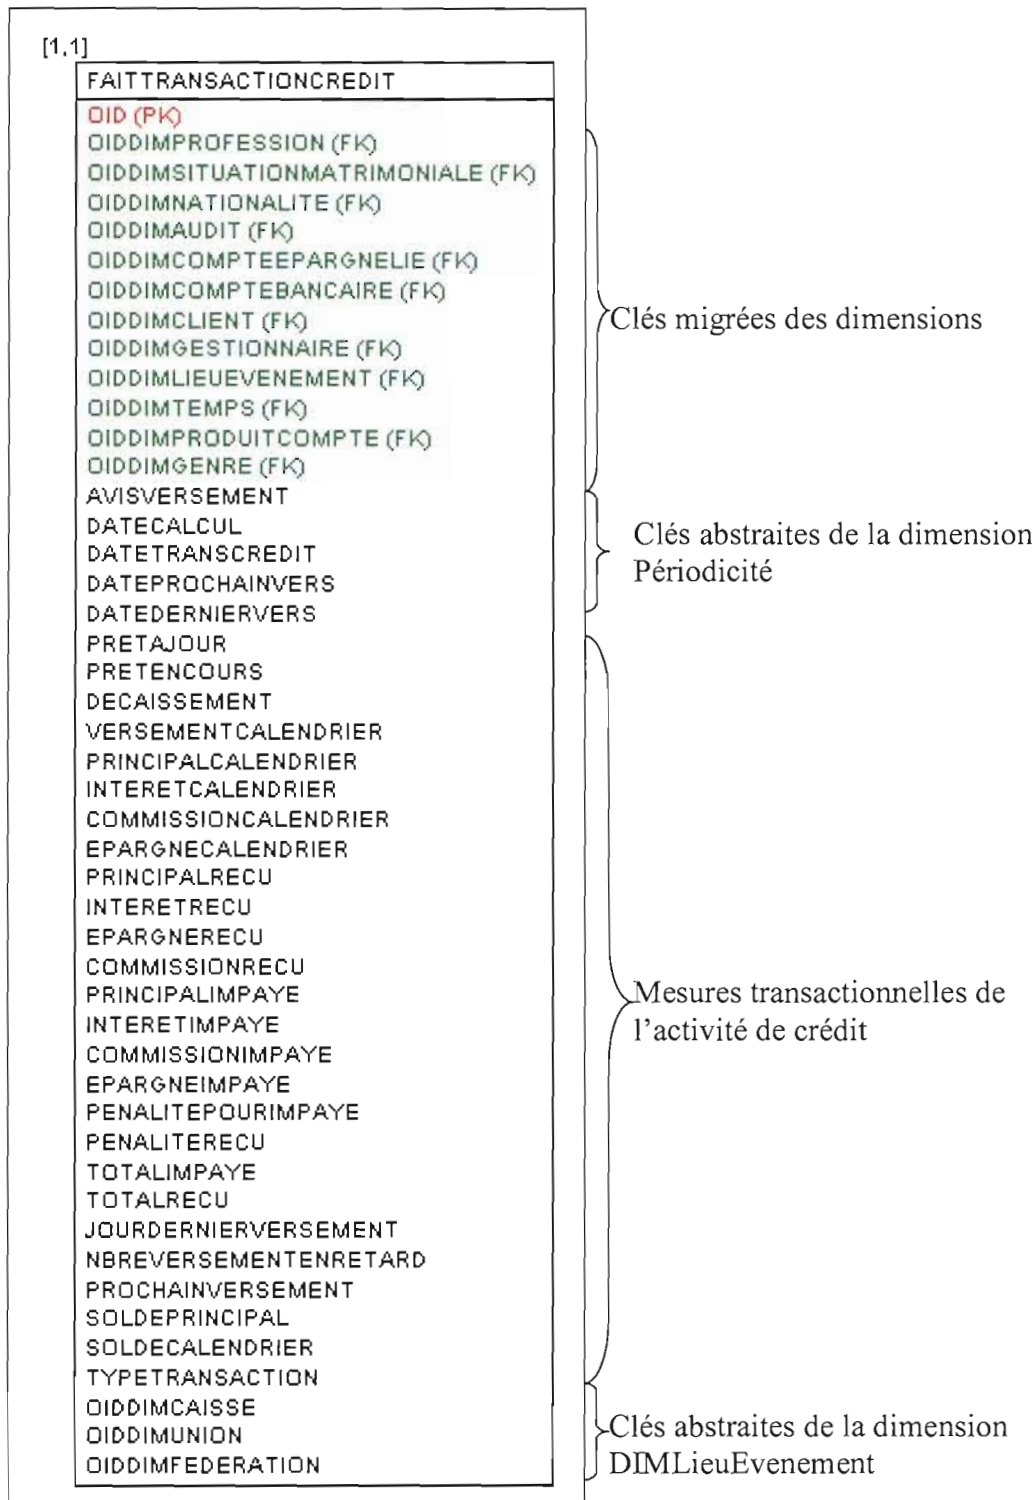 [1,1]
FAITTRANSACTIONCREDIT
OID (PK)
OIDDIMPROFESSION (FK)
OIDDIMSITUATIONMATRIMONIALE (FK)
OIDDIMNATIONALITE (FK)
OIDDIMAUDIT (FK)
OIDDIMCOMPTEEPARGNELIE (FK)
OIDDIMCOMPTEBANCAIRE (FK)
OIDDIMCLIENT (FK)
OIDDIMGESTIONNAIRE (FK)
OIDDIMLIEUEVENEMENT (FK)
OIDDIMTEMPS (FK)
OIDDIMPRODUITCOMPTE (FK)
OIDDIMGENRE (FK)
Clés migrées des dimensions
AVISVERSEMENT
DATECALCUL
DATETRANSCREDIT
DATEPROCHAINVERS
DATEDERNIERVERS
Clés abstraites de la dimension
Périodicité
PRETAJOUR
PRETENCOURS
DECAISSEMENT
VERSEMENTCALENDRIER
PRINCIPALCALENDRIER
INTERETCALENDRIER
COMMISSIONCALENDRIER
EPARGNECALENDRIER
PRINCIPALRECU
INTERETRECU
EPARGNERECU
COMMISSIONRECU
PRINCIPALIMPAYE
INTERETIMPAYE
COMMISSIONIMPAYE
EPARGNEIMPAYE
PENALITEPOURIMPAYE
PENALITERECU
TOTALIMPAYE
TOTALRECU
JOURDERNIERVERSEMENT
NBREVERSEMENTENRETARD
PROCHAINVERSEMENT
SOLDEPRINCIPAL
SOLDECALENDRIER
TYPETRANSACTION
Mesures transactionnelles de
l'activité de crédit
OIDDIMCAISSE
OIDDIMUNION
OIDDIMFEDERATION
Clés abstraites de la dimension
DIMLieuEvenement